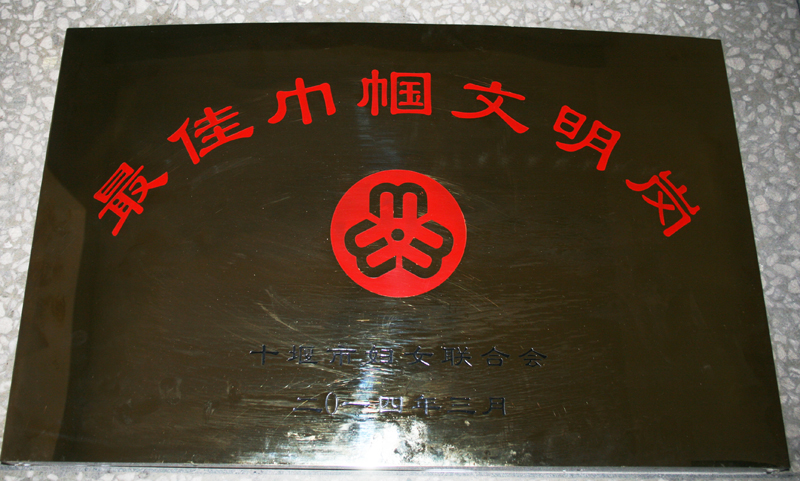 最佳巾帼文明岗
十堰市妇女联合会
二〇一四年三月